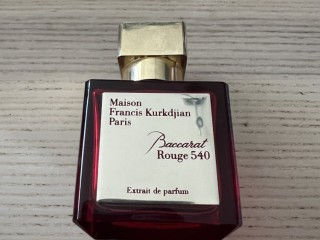 Maison
Francis Kurkdjian
Paris
Baccarat
Rouge 540
Extrait de parfum